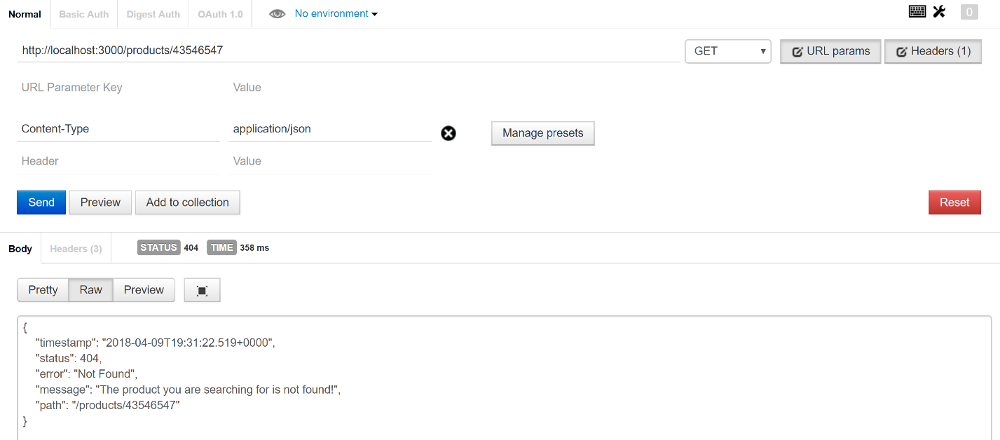 Normal Basic Auth Digest Auth OAuth 1.0 No environment 0
http://localhost:3000/products/43546547 GET URL params Headers (1)
URL Parameter Key Value
Content-Type application/json Manage presets
Header Value
Send Preview Add to collection Reset
Body Headers (3) STATUS 404 TIME 358 ms
Pretty Raw Preview
{
"timestamp": "2018-04-09T19:31:22.519+0000",
"status": 404,
"error": "Not Found",
"message": "The product you are searching for is not found!",
"path": "/products/43546547"
}